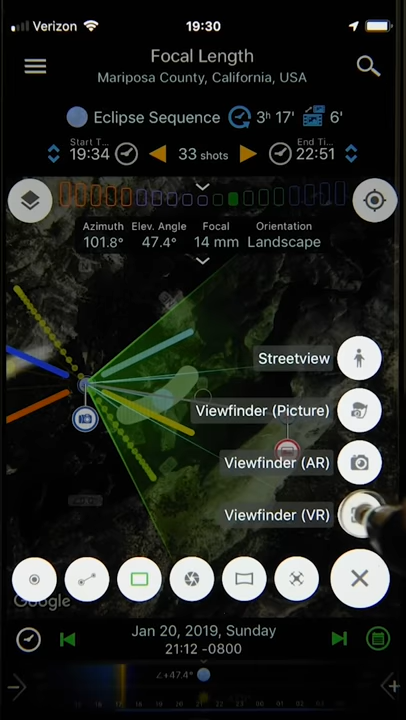 Verizon 19:30
Focal Length
Mariposa County, California, USA
Eclipse Sequence 3ʰ 17' 6'
Start T... End Ti...
19:34 33 shots 22:51
Azimuth Elev. Angle Focal Orientation
101.8° 47.4° 14 mm Landscape
Streetview
Viewfinder (Picture)
Viewfinder (AR)
Viewfinder (VR)
Google
Jan 20, 2019, Sunday
21:12 -0800
∠+47.4°